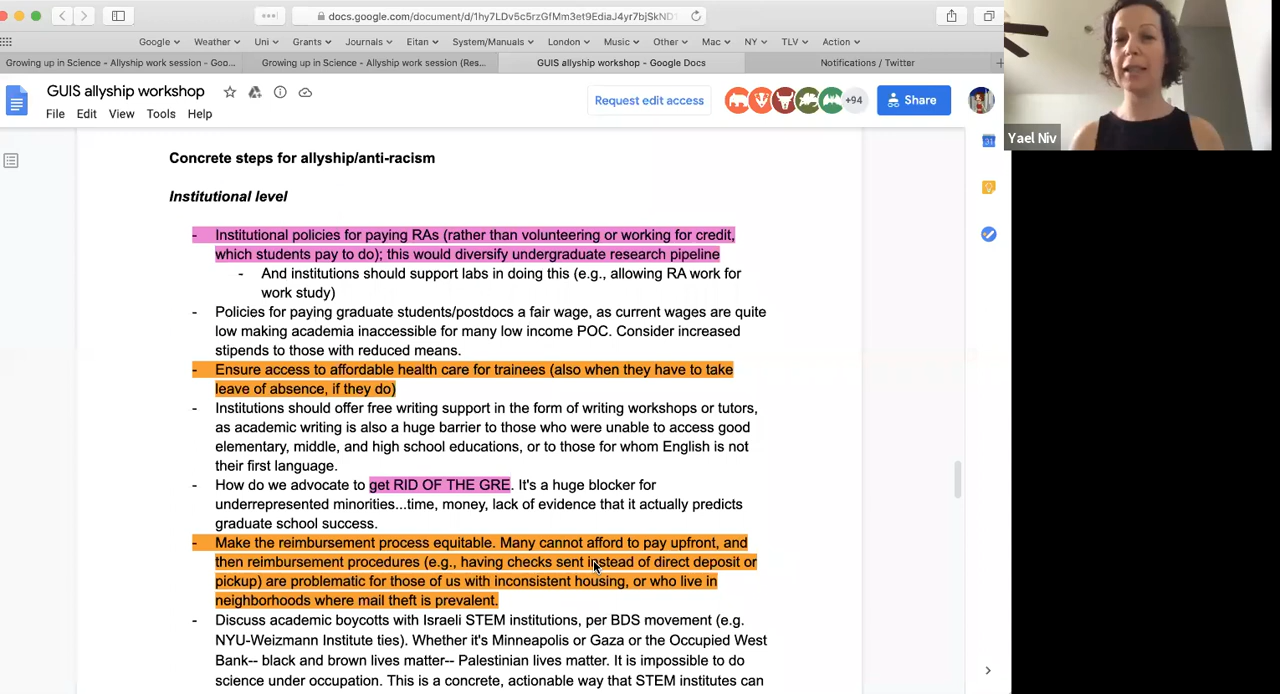 docs.google.com/document/d/1hy7LDv5c5rzGfMm3et9EdiaJ4yr7bjSkND
Google Weather Uni Grants Journals Eitan System/Manuals London Music Other Mac NY TLV Action
Growing up in Science - Allyship work session - Goo... Growing up in Science - Allyship work session (Res... GUIS allyship workshop - Google Docs Notifications / Twitter
GUIS allyship workshop
Request edit access
+94
Share
File Edit View Tools Help
Yael Niv
31
Concrete steps for allyship/anti-racism
Institutional level
- Institutional policies for paying RAs (rather than volunteering or working for credit,
which students pay to do); this would diversify undergraduate research pipeline
- And institutions should support labs in doing this (e.g., allowing RA work for
work study)
- Policies for paying graduate students/postdocs a fair wage, as current wages are quite
low making academia inaccessible for many low income POC. Consider increased
stipends to those with reduced means.
- Ensure access to affordable health care for trainees (also when they have to take
leave of absence, if they do)
- Institutions should offer free writing support in the form of writing workshops or tutors,
as academic writing is also a huge barrier to those who were unable to access good
elementary, middle, and high school educations, or to those for whom English is not
their first language.
- How do we advocate to get RID OF THE GRE. It's a huge blocker for
underrepresented minorities...time, money, lack of evidence that it actually predicts
graduate school success.
- Make the reimbursement process equitable. Many cannot afford to pay upfront, and
then reimbursement procedures (e.g., having checks sent instead of direct deposit or
pickup) are problematic for those of us with inconsistent housing, or who live in
neighborhoods where mail theft is prevalent.
- Discuss academic boycotts with Israeli STEM institutions, per BDS movement (e.g.
NYU-Weizmann Institute ties). Whether it's Minneapolis or Gaza or the Occupied West
Bank-- black and brown lives matter-- Palestinian lives matter. It is impossible to do
science under occupation. This is a concrete, actionable way that STEM institutes can